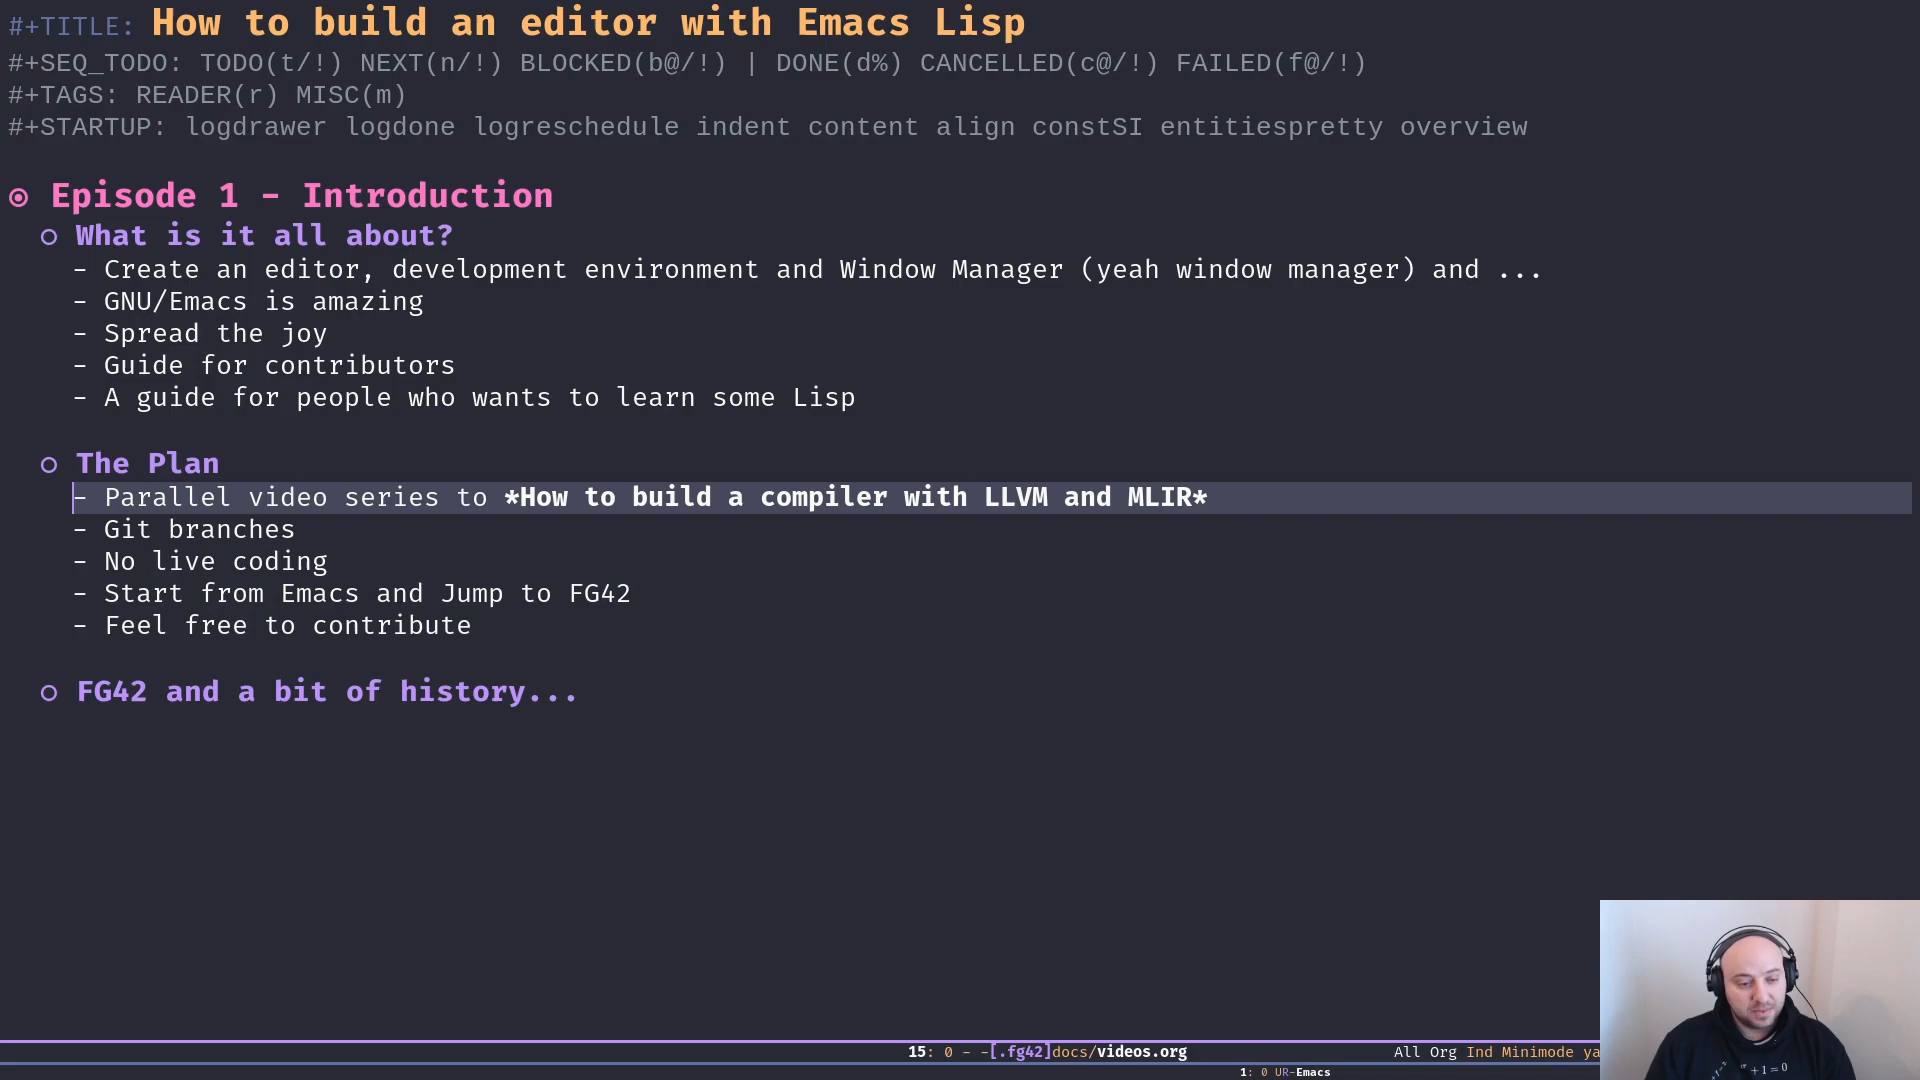 #+TITLE: How to build an editor with Emacs Lisp
#+SEQ_TODO: TODO(t/!) NEXT(n/!) BLOCKED(b@/!) | DONE(d%) CANCELLED(c@/!) FAILED(f@/!)
#+TAGS: READER(r) MISC(m)
#+STARTUP: logdrawer logdone logreschedule indent content align constSI entitiespretty overview
Episode 1 - Introduction
What is it all about?
- Create an editor, development environment and Window Manager (yeah window manager) and ...
- GNU/Emacs is amazing
- Spread the joy
- Guide for contributors
- A guide for people who wants to learn some Lisp
The Plan
- Parallel video series to *How to build a compiler with LLVM and MLIR*
- Git branches
- No live coding
- Start from Emacs and Jump to FG42
- Feel free to contribute
FG42 and a bit of history...
15: 0 - -[.fg42]docs/videos.org All Org Ind Minimode ya
1: 0 UR-Emacs
+1=0